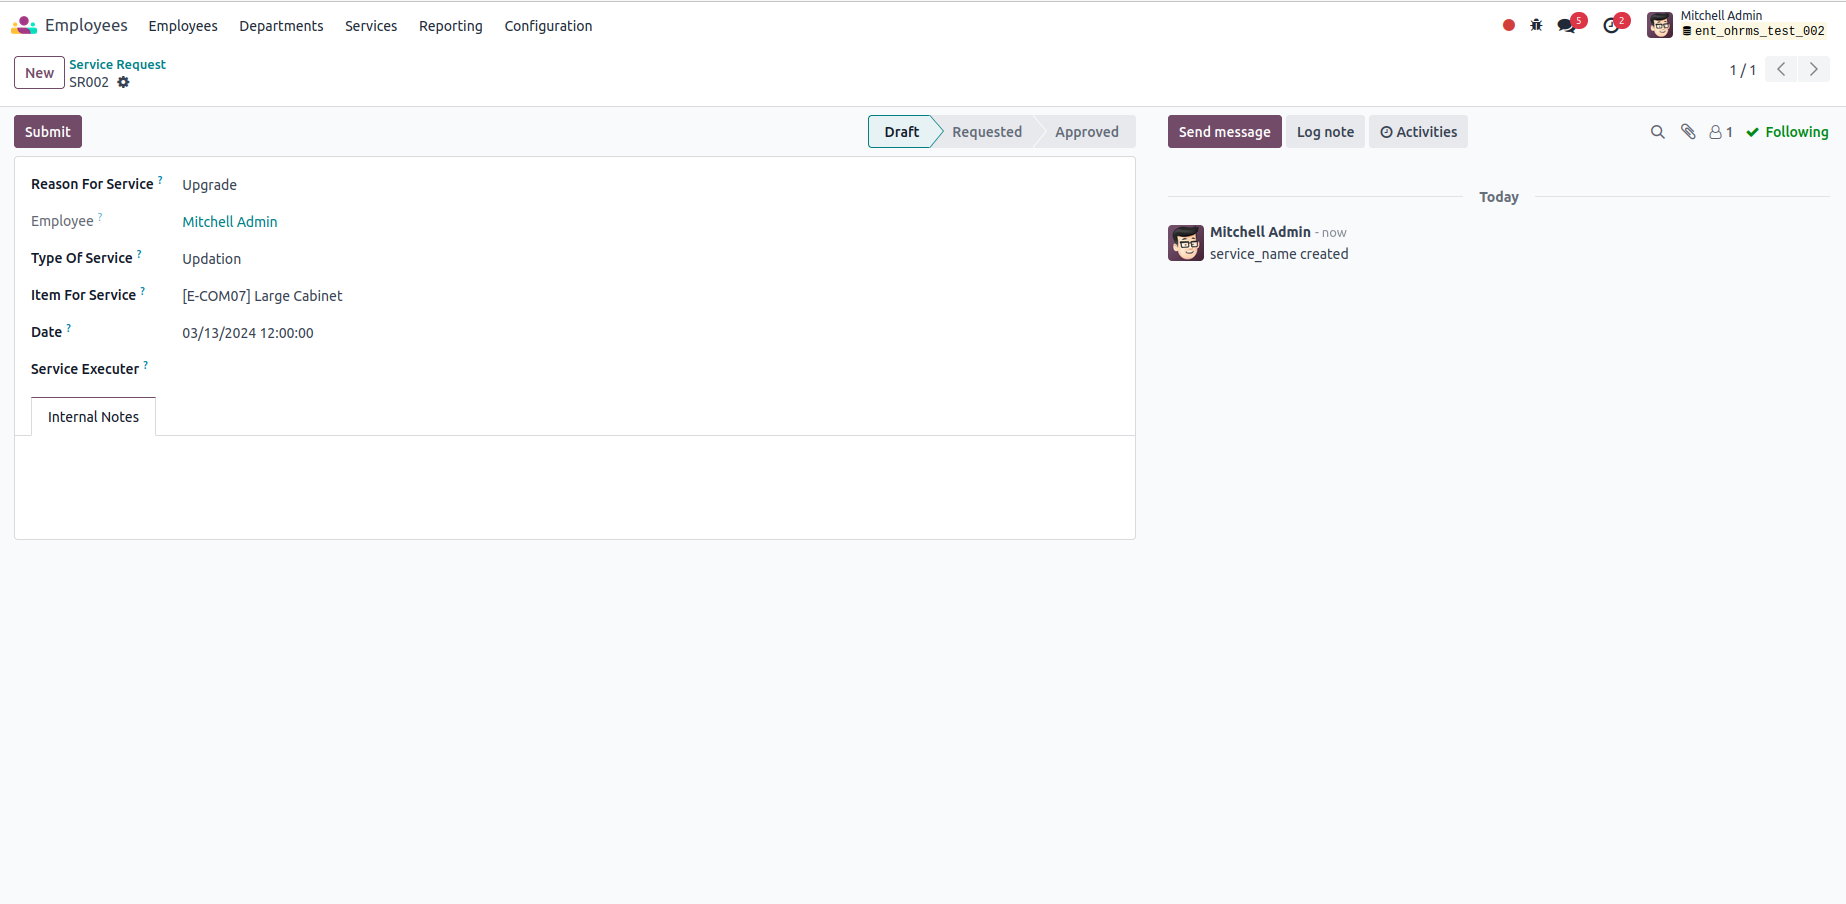 Employees Employees Departments Services Reporting Configuration 5 2 Mitchell Admin
ent_ohrms_test_002
New Service Request
SR002
1 / 1
Submit Draft Requested Approved Send message Log note Activities 1 Following
Reason For Service ? Upgrade
Employee ? Mitchell Admin
Type Of Service ? Updation
Item For Service ? [E-COM07] Large Cabinet
Date ? 03/13/2024 12:00:00
Service Executer ?
Internal Notes
Today
Mitchell Admin - now
service_name created